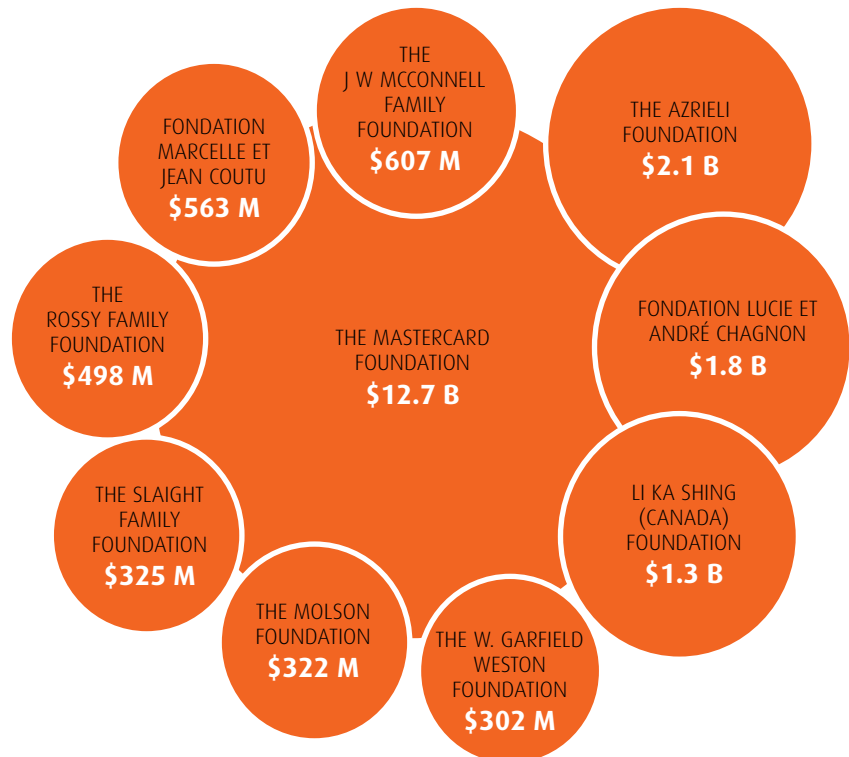 THE
J W MCCONNELL
FAMILY
FOUNDATION
$607 M
THE AZRIELI
FOUNDATION
$2.1 B
FONDATION
MARCELLE ET
JEAN COUTU
$563 M
THE
ROSSY FAMILY
FOUNDATION
$498 M
THE MASTERCARD
FOUNDATION
$12.7 B
FONDATION LUCIE ET
ANDRÉ CHAGNON
$1.8 B
THE SLAIGHT
FAMILY
FOUNDATION
$325 M
LI KA SHING
(CANADA)
FOUNDATION
$1.3 B
THE MOLSON
FOUNDATION
$322 M
THE W. GARFIELD
WESTON
FOUNDATION
$302 M